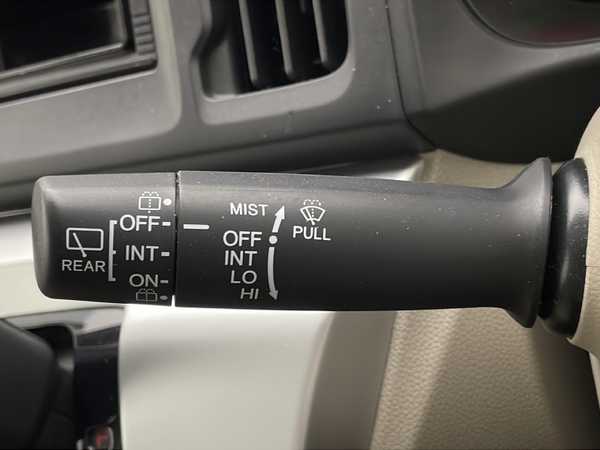 OFF
REAR
INT
ON
MIST
OFF
INT
LO
HI
PULL